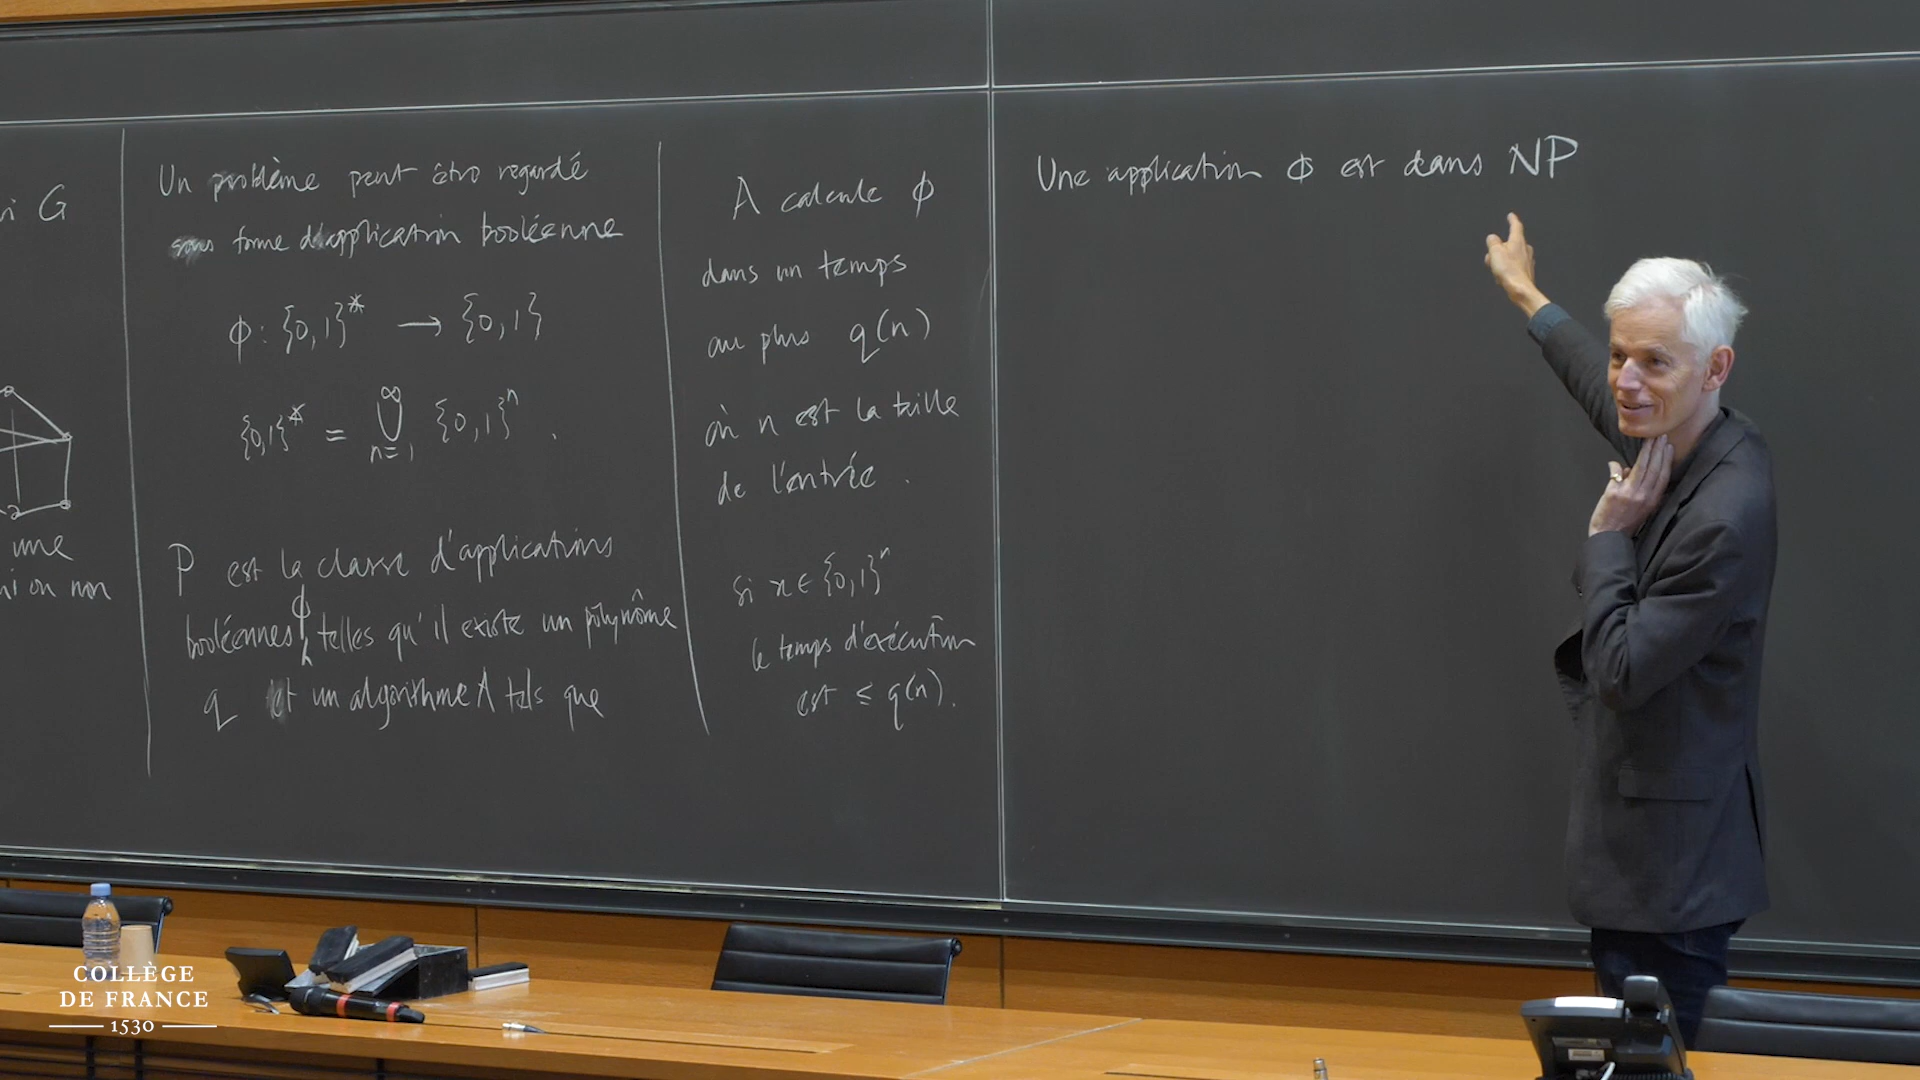 G
une
ou non
Un problème peut être regardé
sous forme d'application booléenne
ϕ : {0,1}* → {0,1}
{0,1}* = ∞
U {0,1}ⁿ .
n=1
P est la classe d'applications
booléennes ϕ telles qu'il existe un polynôme
q et un algorithme A tels que
A calcule ϕ
dans un temps
au plus q(n)
où n est la taille
de l'entrée .
si x ∈ {0,1}ⁿ
le temps d'exécution
est ≤ q(n).
Une application ϕ est dans NP
COLLÈGE
DE FRANCE
1530